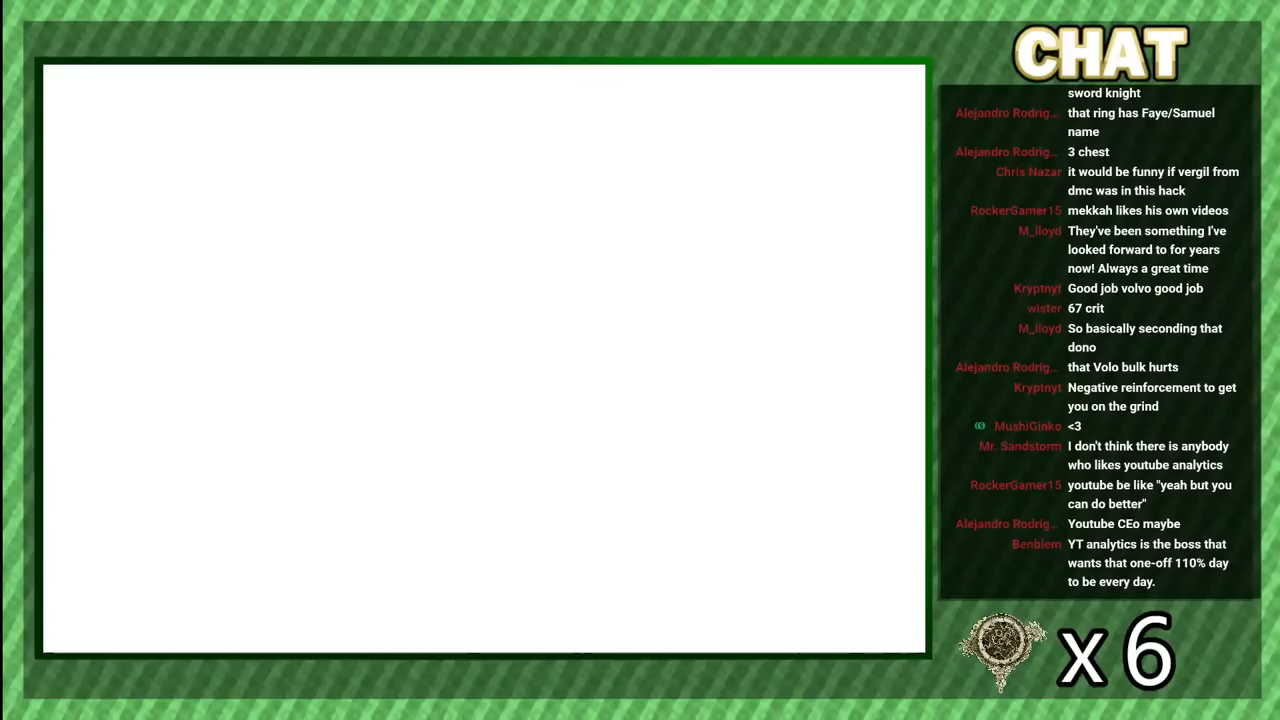 CHAT
sword knight
Alejandro Rodrig... that ring has Faye/Samuel
name
Alejandro Rodrig... 3 chest
Chris Nazar it would be funny if vergil from
dmc was in this hack
RockerGamer15 mekkah likes his own videos
M_lloyd They've been something I've
looked forward to for years
now! Always a great time
Kryptnyt Good job volvo good job
wister 67 crit
M_lloyd So basically seconding that
dono
Alejandro Rodrig... that Volo bulk hurts
Kryptnyt Negative reinforcement to get
you on the grind
MushiGinko <3
Mr. Sandstorm I don't think there is anybody
who likes youtube analytics
RockerGamer15 youtube be like "yeah but you
can do better"
Alejandro Rodrig... Youtube CEo maybe
Benblem YT analytics is the boss that
wants that one-off 110% day
to be every day.
x 6